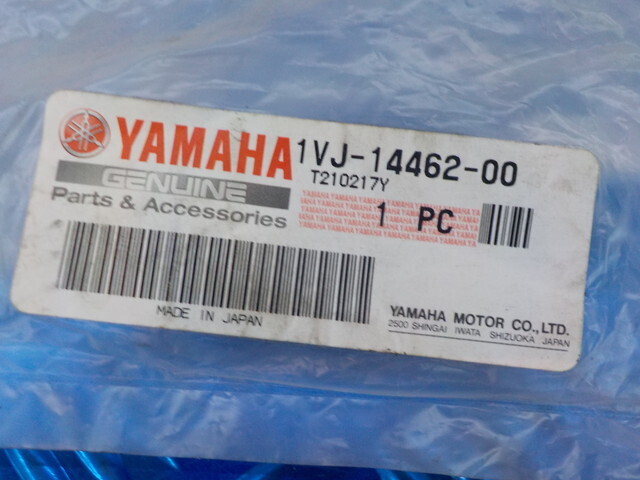 YAMAHA 1VJ-14462-00
GENUINE T210217Y
Parts & Accessories 1 PC
MADE IN JAPAN
YAMAHA MOTOR CO., LTD.
2500 SHINGAI IWATA SHIZUOKA JAPAN